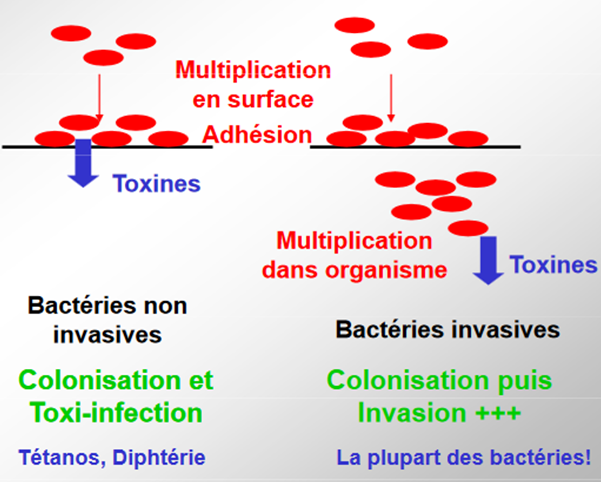 Multiplication
en surface
Adhésion
Toxines
Multiplication
dans organisme
Toxines
Bactéries non
invasives
Bactéries invasives
Colonisation et
Toxi-infection
Colonisation puis
Invasion +++
Tétanos, Diphtérie
La plupart des bactéries!